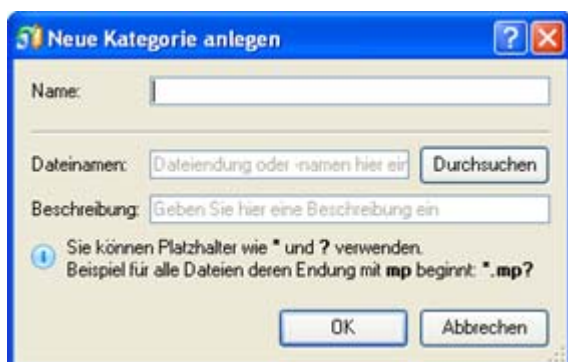 Neue Kategorie anlegen
Name:
Dateinamen: Dateiendung oder -namen hier ein Durchsuchen
Beschreibung: Geben Sie hier eine Beschreibung ein
Sie können Platzhalter wie * und ? verwenden.
Beispiel für alle Dateien deren Endung mit mp beginnt: *.mp?
OK Abbrechen